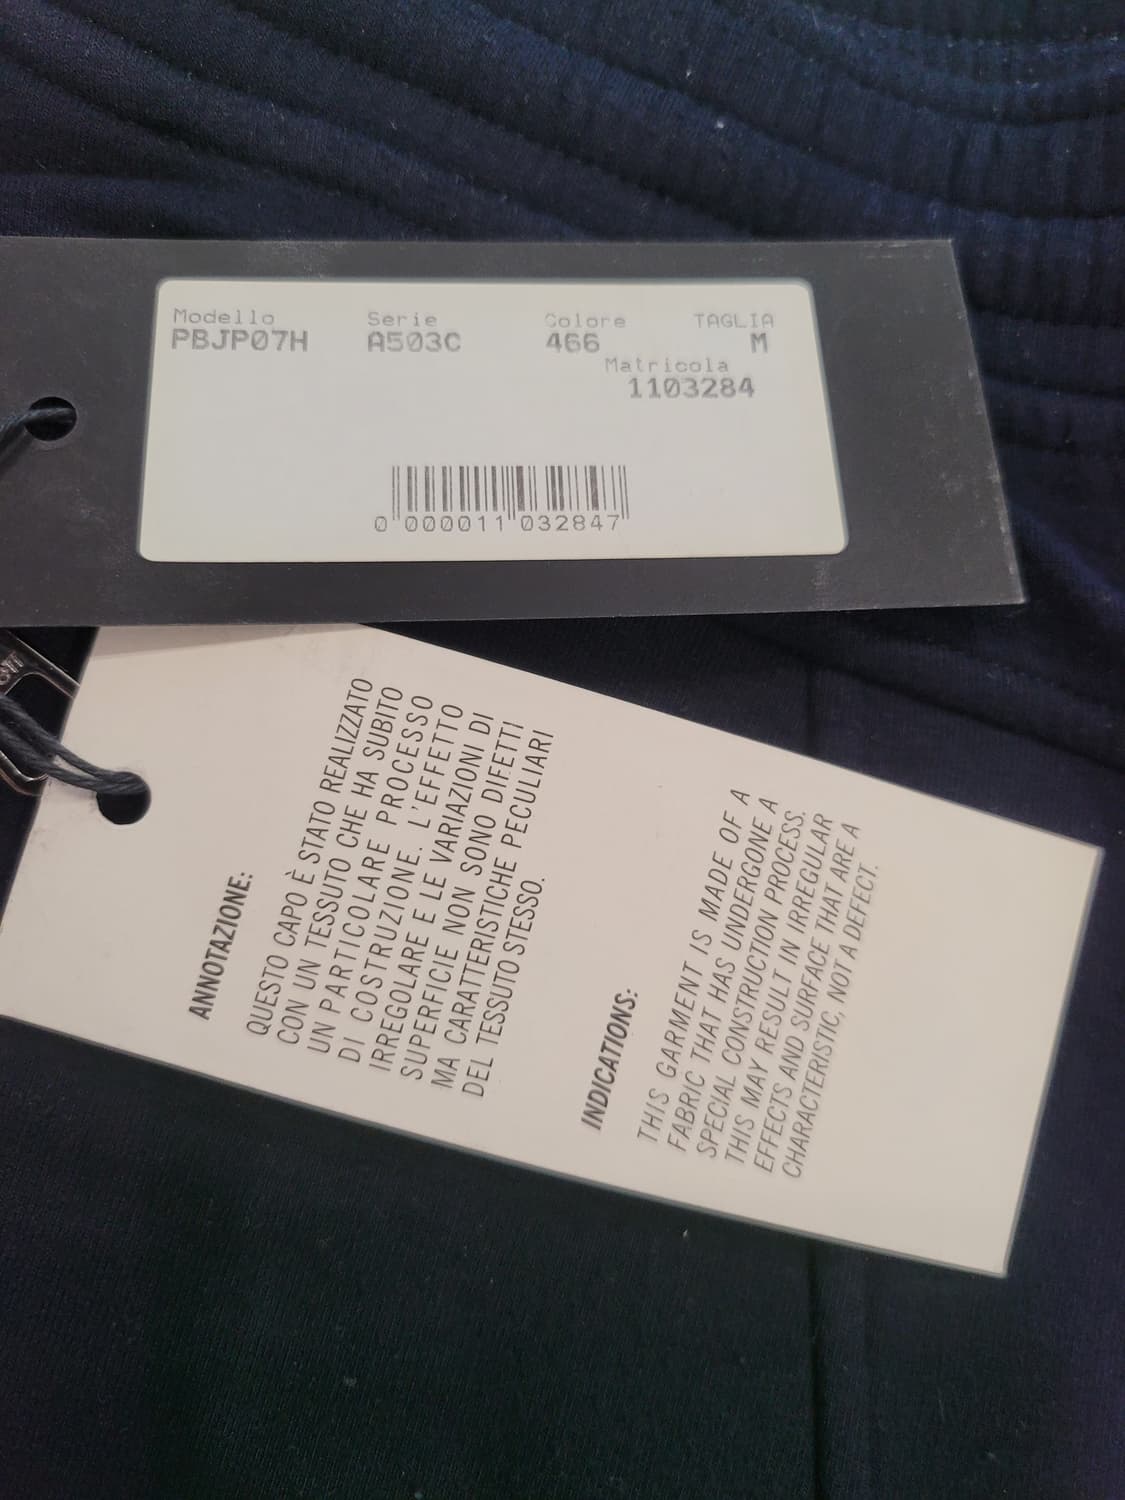 Modello Serie Colore TAGLIA
PBJP07H A503C 466 M
Matricola
1103284
0 000011 032847
ANNOTAZIONE:
QUESTO CAPO È STATO REALIZZATO
CON UN TESSUTO CHE HA SUBITO
UN PARTICOLARE PROCESSO
DI COSTRUZIONE. L'EFFETTO
IRREGOLARE E LE VARIAZIONI DI
SUPERFICIE NON SONO DIFETTI
MA CARATTERISTICHE PECULIARI
DEL TESSUTO STESSO.
INDICATIONS:
THIS GARMENT IS MADE OF A
FABRIC THAT HAS UNDERGONE A
SPECIAL CONSTRUCTION PROCESS.
THIS MAY RESULT IN IRREGULAR
EFFECTS AND SURFACE THAT ARE A
CHARACTERISTIC, NOT A DEFECT.